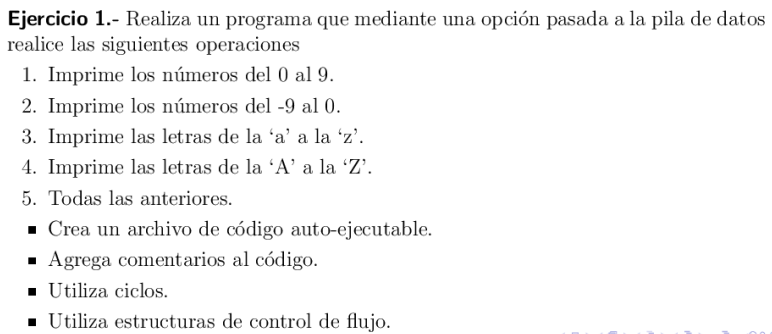 Ejercicio 1.- Realiza un programa que mediante una opción pasada a la pila de datos
realice las siguientes operaciones
1. Imprime los números del 0 al 9.
2. Imprime los números del -9 al 0.
3. Imprime las letras de la ‘a’ a la ‘z’.
4. Imprime las letras de la ‘A’ a la ‘Z’.
5. Todas las anteriores.
▪ Crea un archivo de código auto-ejecutable.
▪ Agrega comentarios al código.
▪ Utiliza ciclos.
▪ Utiliza estructuras de control de flujo.